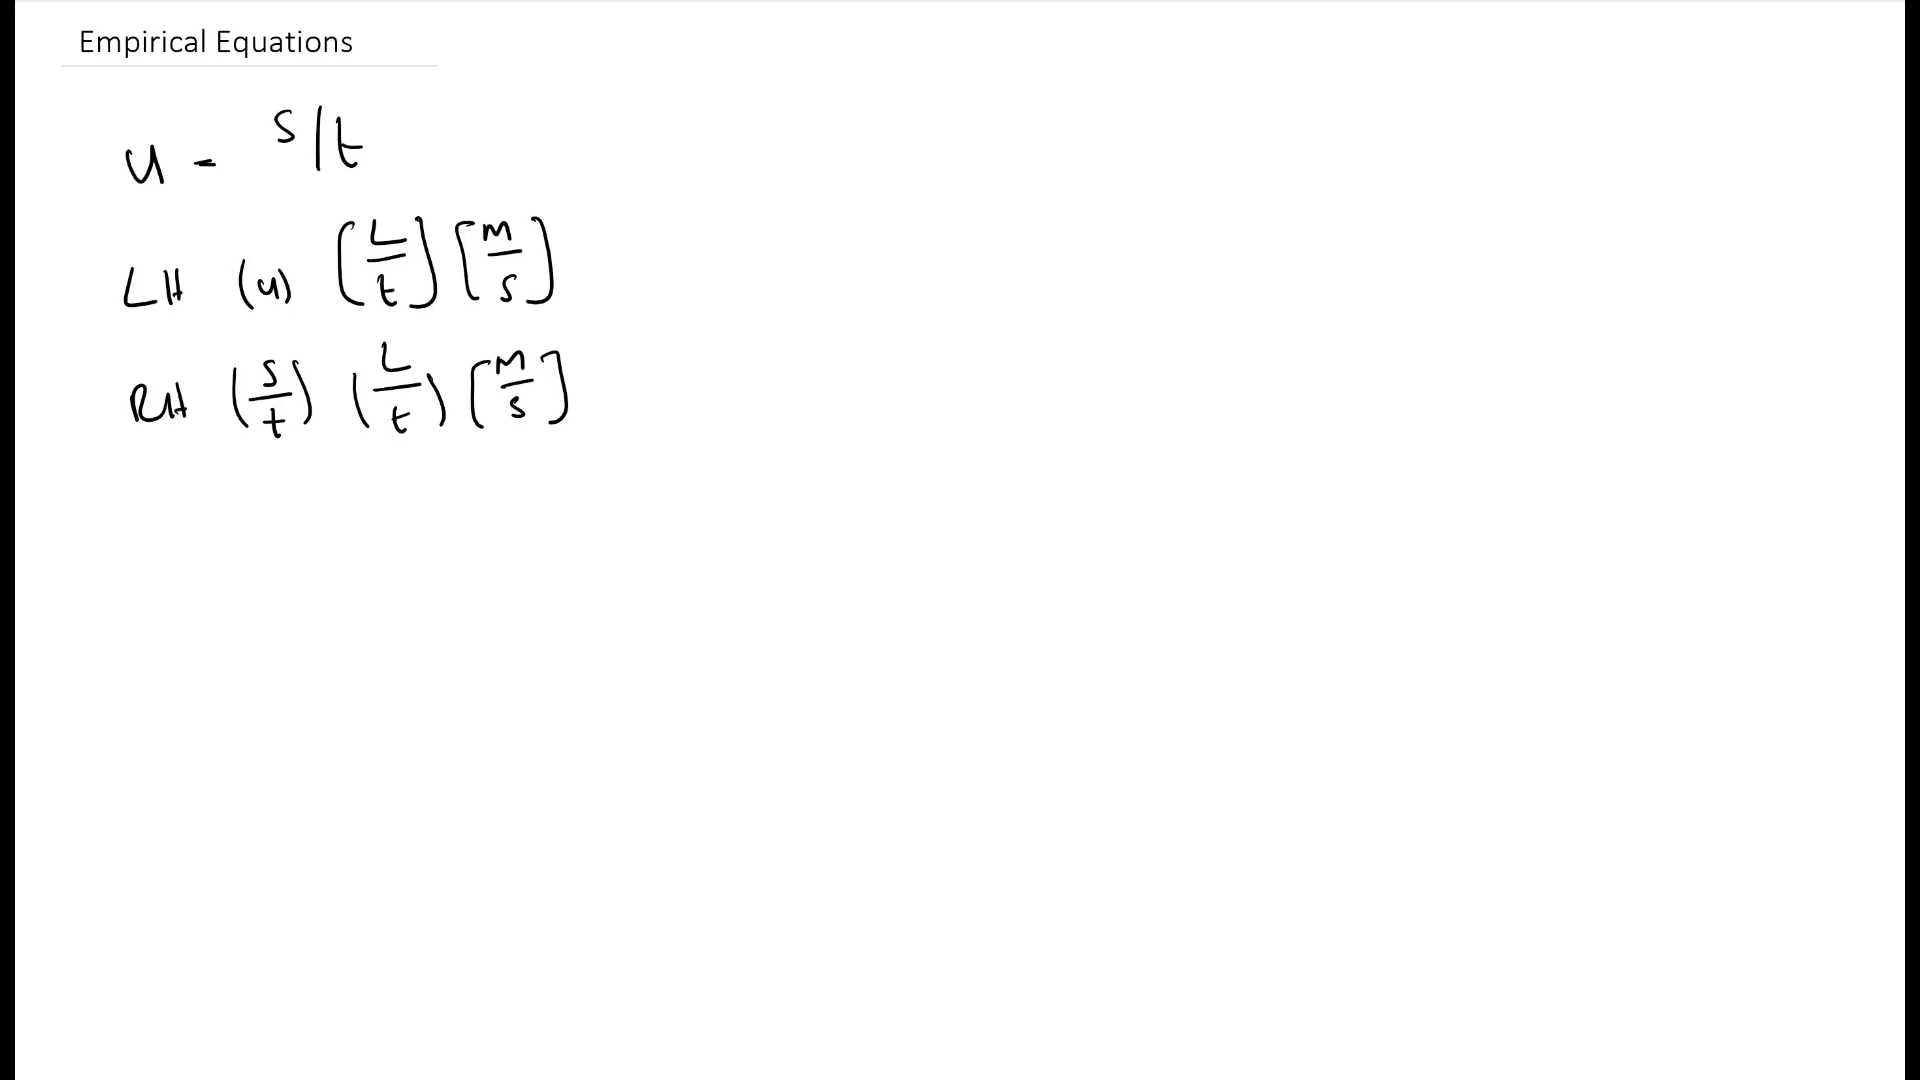 Empirical Equations
u = s/t
LH (u) [L/t] [m/s]
RH (s/t) (L/t) [m/s]